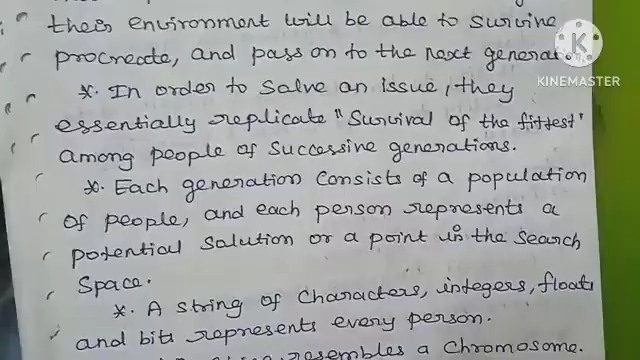 their environment will be able to survive
procreate, and pass on to the next generation
*. In order to solve an issue, they
essentially replicate "Survival of the fittest"
among people of successive generations.
*. Each generation consists of a population
of people, and each person represents a
potential solution or a point in the search
space.
*. A string of characters, integers, floats
and bits represents every person.
resembles a chromosome.
K
KINEMASTER